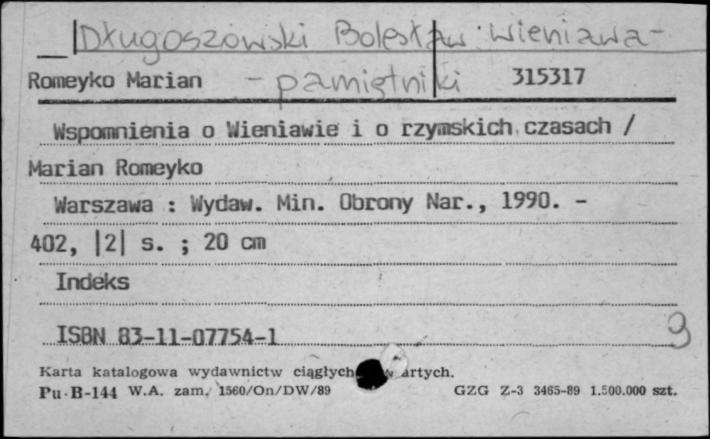 Długoszowski Bolesław Wieniawa-
Romeyko Marian - pamiętniki 315317
Wspomnienia o Wieniawie i o rzymskich czasach /
Marian Romeyko
Warszawa : Wydaw. Min. Obrony Nar., 1990. -
402, |2| s. ; 20 cm
Indeks
ISBN 83-11-07754-1 9
Karta katalogowa wydawnictw ciągłych artych.
Pu-B-144 W.A. zam. 1560/On/DW/89 GZG Z-3 3465-89 1.500.000 szt.